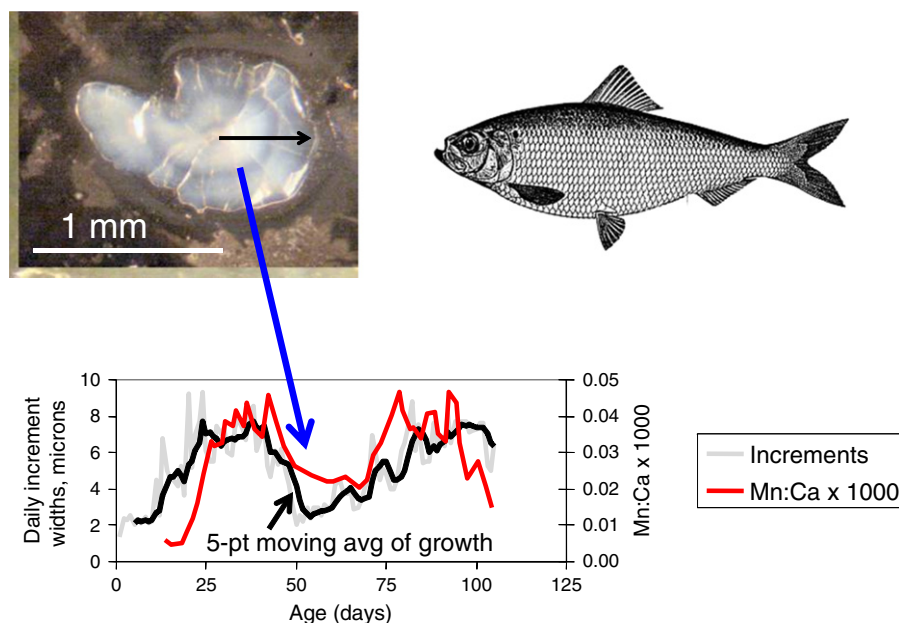 1 mm
10
8
6
4
2
0
0.05
0.04
0.03
0.02
0.01
0.00
0
25
50
75
100
125
Daily increment
widths, microns
Mn:Ca x 1000
5-pt moving avg of growth
Age (days)
Increments
Mn:Ca x 1000